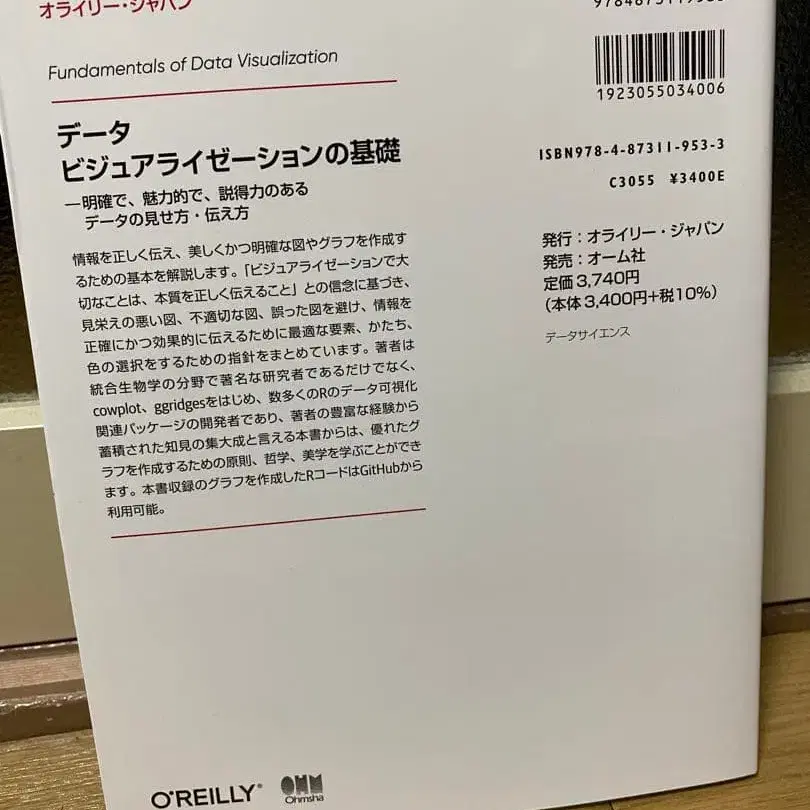 オライリー・ジャパン
Fundamentals of Data Visualization
データ
ビジュアライゼーションの基礎
―明確で、魅力的で、説得力のある
データの見せ方・伝え方
情報を正しく伝え、美しくかつ明確な図やグラフを作成す
るための基本を解説します。「ビジュアライゼーションで大
切なことは、本質を正しく伝えること」との信念に基づき、
見栄えの悪い図、不適切な図、誤った図を避け、情報を
正確にかつ効果的に伝えるために最適な要素、かたち、
色の選択をするための指針をまとめています。著者は
統合生物学の分野で著名な研究者であるだけでなく、
cowplot、ggridgesをはじめ、数多くのRのデータ可視化
関連パッケージの開発者であり、著者の豊富な経験から
蓄積された知見の集大成と言える本書からは、優れたグ
ラフを作成するための原則、哲学、美学を学ぶことができ
ます。本書収録のグラフを作成したRコードはGitHubから
利用可能。
1923055034006
ISBN978-4-87311-953-3
C3055 ¥3400E
発行：オライリー・ジャパン
発売：オーム社
定価3,740円
（本体3,400円+税10%）
データサイエンス
O'REILLY®
OHM
Ohmsha